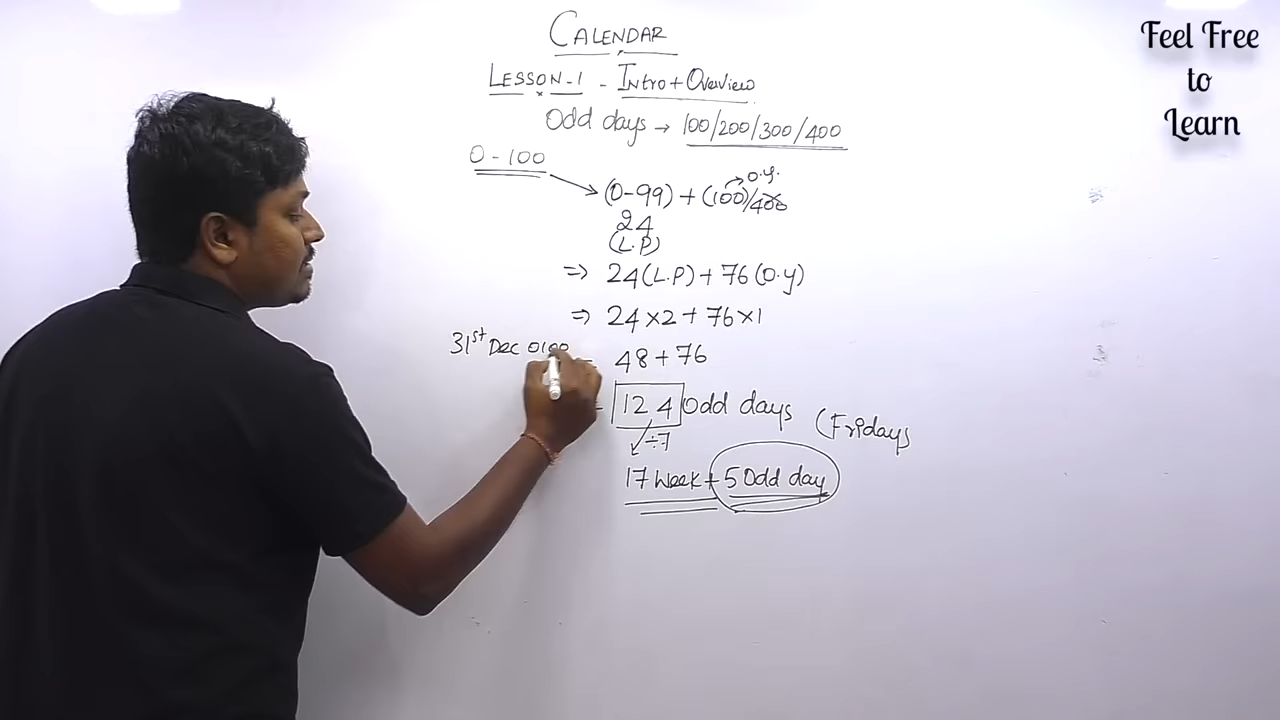 CALENDAR
LESSON-1 - Intro + Overview
Odd days → 100/200/300/400
0-100
O.y.
(0-99) + (100)/400
24
(L.P)
⇒ 24(L.P) + 76(O.y)
⇒ 24×2 + 76×1
31st Dec 0100
= 48 + 76
124 Odd days (Fridays
÷7
17 Week + 5 Odd day
Feel Free
to
Learn